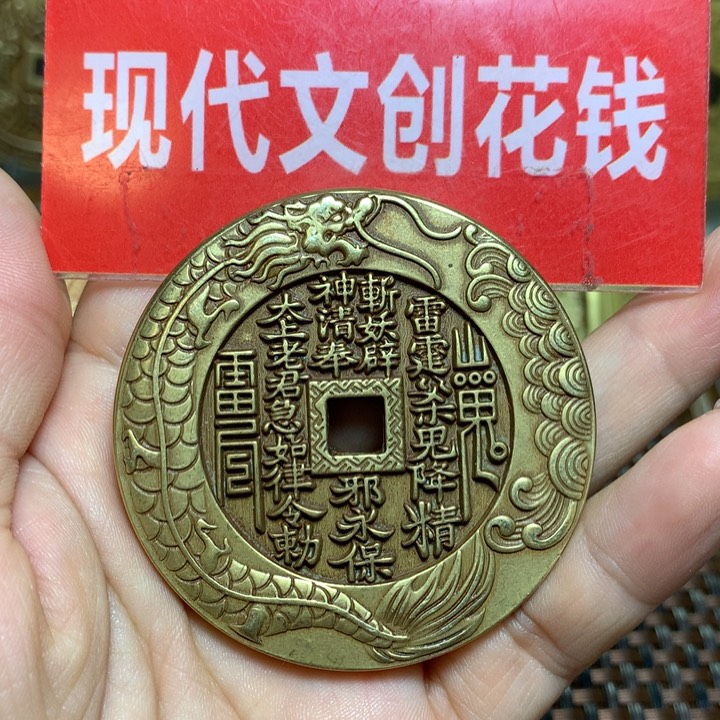 现代文创花钱
雷霆杀鬼降精
斬妖辟
邪永保
神清奉
太上老君急如律令勅